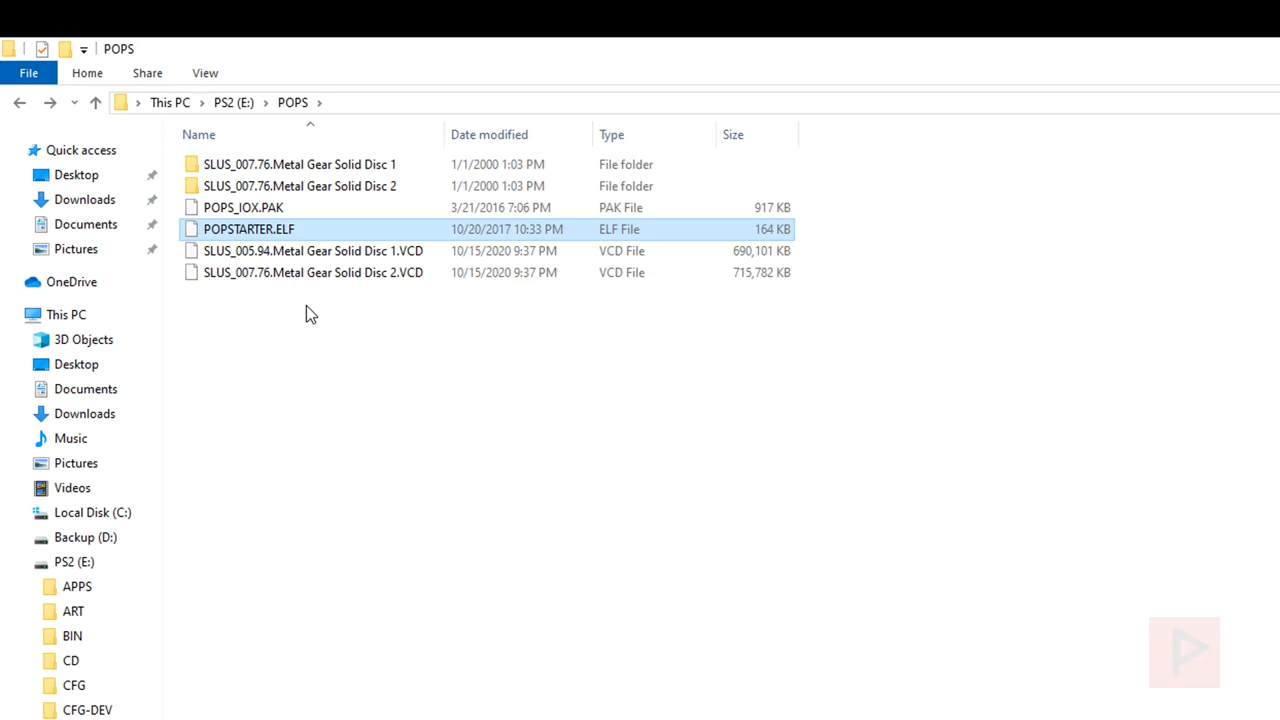 POPS
File Home Share View
This PC PS2 (E:) POPS
Name Date modified Type Size
SLUS_007.76.Metal Gear Solid Disc 1 1/1/2000 1:03 PM File folder
SLUS_007.76.Metal Gear Solid Disc 2 1/1/2000 1:03 PM File folder
POPS_IOX.PAK 3/21/2016 7:06 PM PAK File 917 KB
POPSTARTER.ELF 10/20/2017 10:33 PM ELF File 164 KB
SLUS_005.94.Metal Gear Solid Disc 1.VCD 10/15/2020 9:37 PM VCD File 690,101 KB
SLUS_007.76.Metal Gear Solid Disc 2.VCD 10/15/2020 9:37 PM VCD File 715,782 KB
Quick access
Desktop
Downloads
Documents
Pictures
OneDrive
This PC
3D Objects
Desktop
Documents
Downloads
Music
Pictures
Videos
Local Disk (C:)
Backup (D:)
PS2 (E:)
APPS
ART
BIN
CD
CFG
CFG-DEV